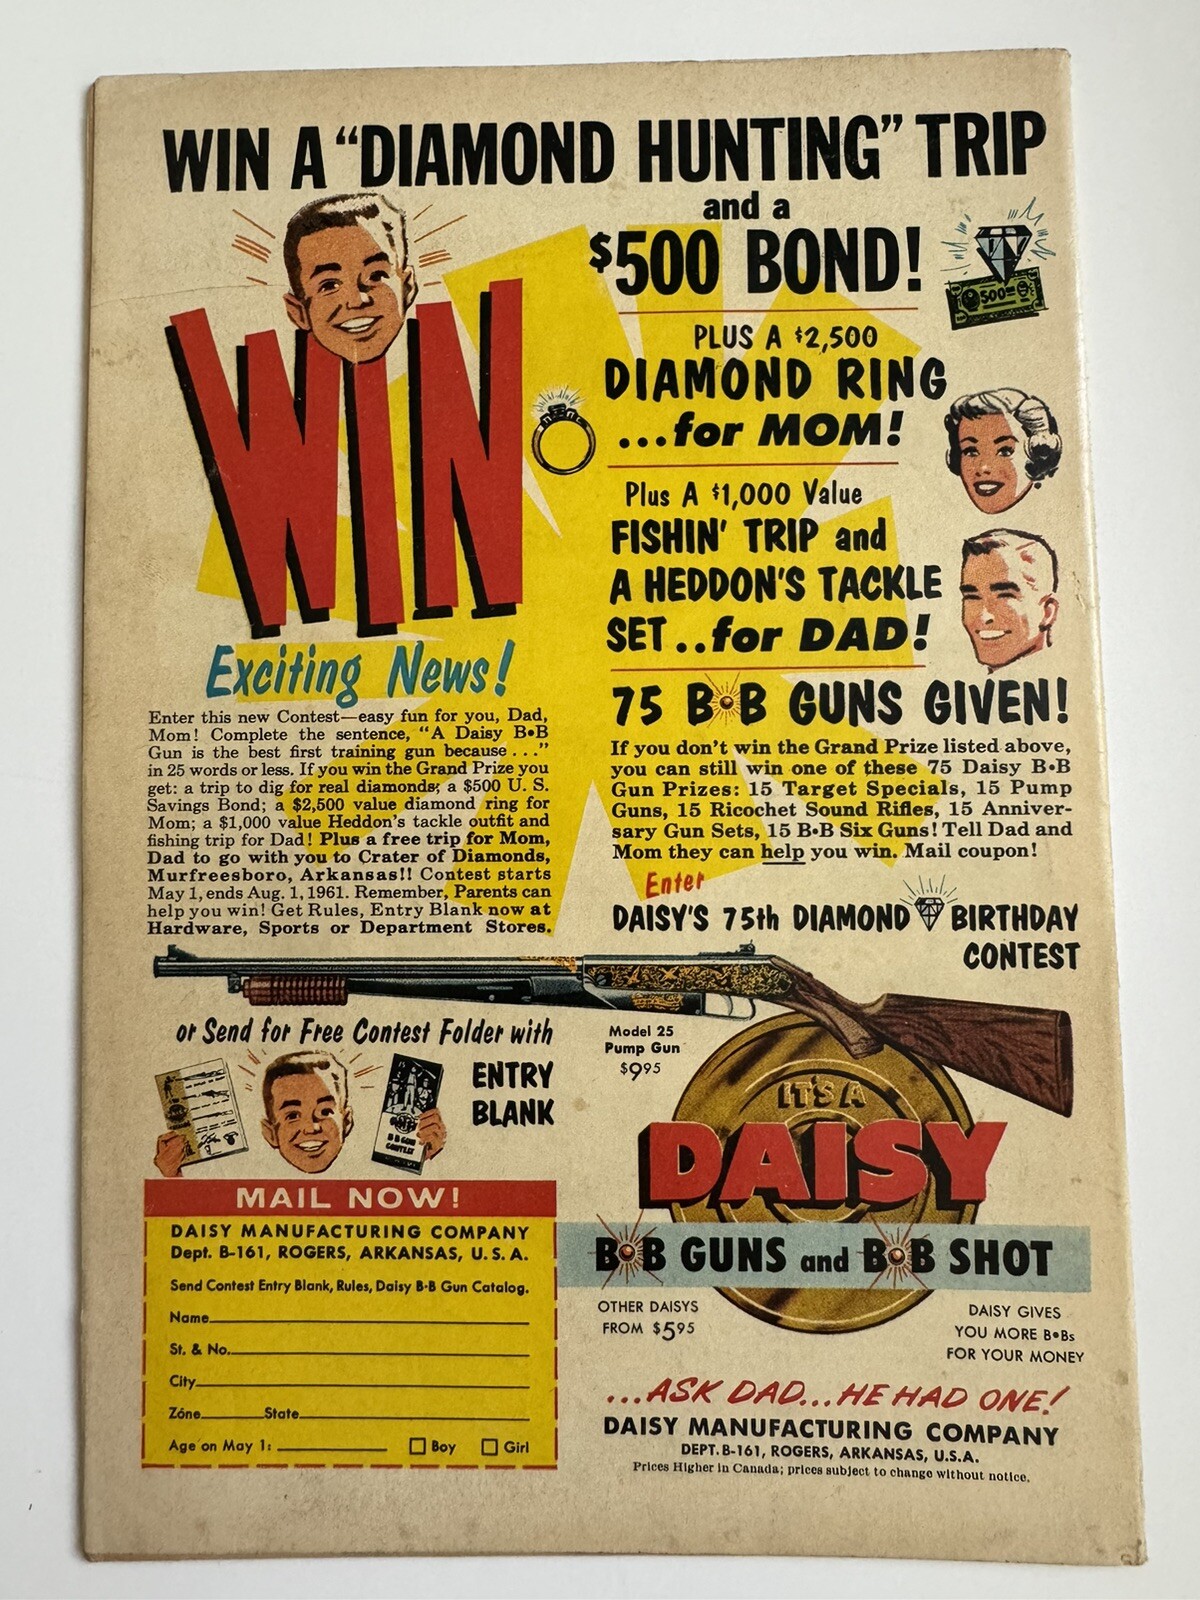 WIN A “DIAMOND HUNTING” TRIP
and a
$500 BOND!
500
PLUS A $2,500
DIAMOND RING
...for MOM!
Plus A $1,000 Value
FISHIN' TRIP and
A HEDDON'S TACKLE
SET..for DAD!
WIN
Exciting News!
Enter this new Contest—easy fun for you, Dad,
Mom! Complete the sentence, “A Daisy B•B
Gun is the best first training gun because . . .”
in 25 words or less. If you win the Grand Prize you
get: a trip to dig for real diamonds; a $500 U. S.
Savings Bond; a $2,500 value diamond ring for
Mom; a $1,000 value Heddon's tackle outfit and
fishing trip for Dad! Plus a free trip for Mom,
Dad to go with you to Crater of Diamonds,
Murfreesboro, Arkansas!! Contest starts
May 1, ends Aug. 1, 1961. Remember, Parents can
help you win! Get Rules, Entry Blank now at
Hardware, Sports or Department Stores.
75 B•B GUNS GIVEN!
If you don't win the Grand Prize listed above,
you can still win one of these 75 Daisy B•B
Gun Prizes: 15 Target Specials, 15 Pump
Guns, 15 Ricochet Sound Rifles, 15 Anniver-
sary Gun Sets, 15 B•B Six Guns! Tell Dad and
Mom they can help you win. Mail coupon!
Enter
DAISY'S 75th DIAMOND BIRTHDAY
CONTEST
or Send for Free Contest Folder with
ENTRY
BLANK
Model 25
Pump Gun
$9.95
IT'S A
DAISY
B•B GUNS and B•B SHOT
OTHER DAISYS
FROM $5.95
DAISY GIVES
YOU MORE B•Bs
FOR YOUR MONEY
...ASK DAD...HE HAD ONE!
DAISY MANUFACTURING COMPANY
DEPT. B-161, ROGERS, ARKANSAS, U.S.A.
Prices Higher in Canada; prices subject to change without notice.
MAIL NOW!
DAISY MANUFACTURING COMPANY
Dept. B-161, ROGERS, ARKANSAS, U. S. A.
Send Contest Entry Blank, Rules, Daisy B•B Gun Catalog.
Name
St. & No.
City
Zone State
Age on May 1: Boy Girl